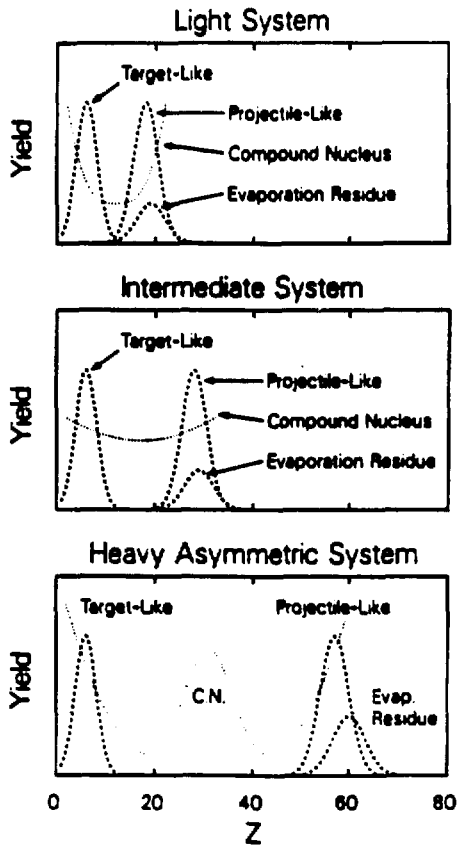 Light System
Target-Like
Projectile-Like
Compound Nucleus
Evaporation Residue
Yield
Intermediate System
Target-Like
Projectile-Like
Compound Nucleus
Evaporation Residue
Yield
Heavy Asymmetric System
Target-Like
Projectile-Like
C.N.
Evap.
Residue
Yield
0 20 40 60 80
Z